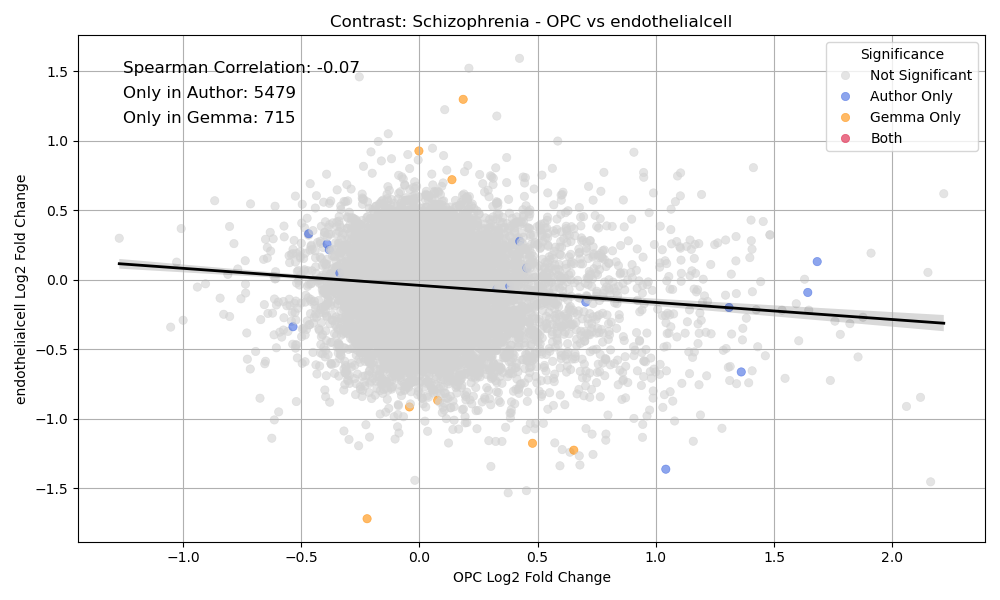 Contrast: Schizophrenia - OPC vs endothelialcell
Spearman Correlation: -0.07
Only in Author: 5479
Only in Gemma: 715
Significance
Not Significant
Author Only
Gemma Only
Both
endothelialcell Log2 Fold Change
1.5
1.0
0.5
0.0
−0.5
−1.0
−1.5
−1.0 −0.5 0.0 0.5 1.0 1.5 2.0
OPC Log2 Fold Change